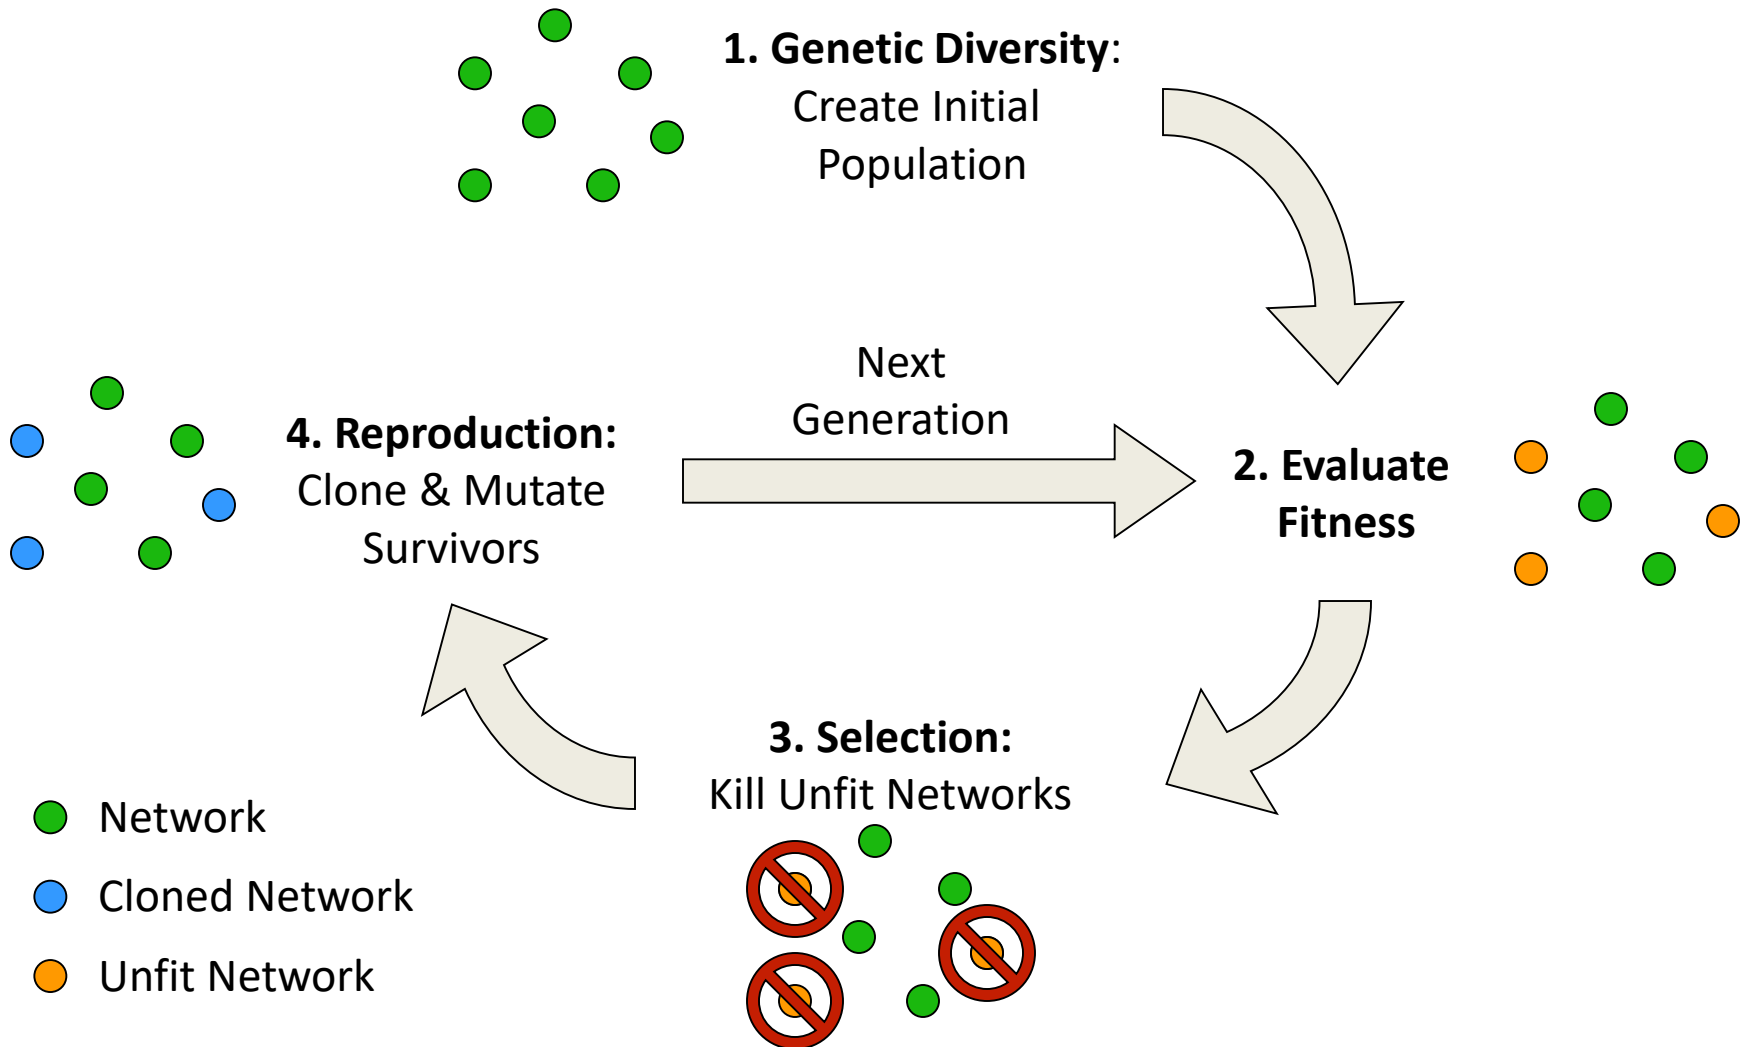 1. Genetic Diversity:
Create Initial
Population
Next
Generation
4. Reproduction:
Clone & Mutate
Survivors
2. Evaluate
Fitness
3. Selection:
Kill Unfit Networks
Network
Cloned Network
Unfit Network